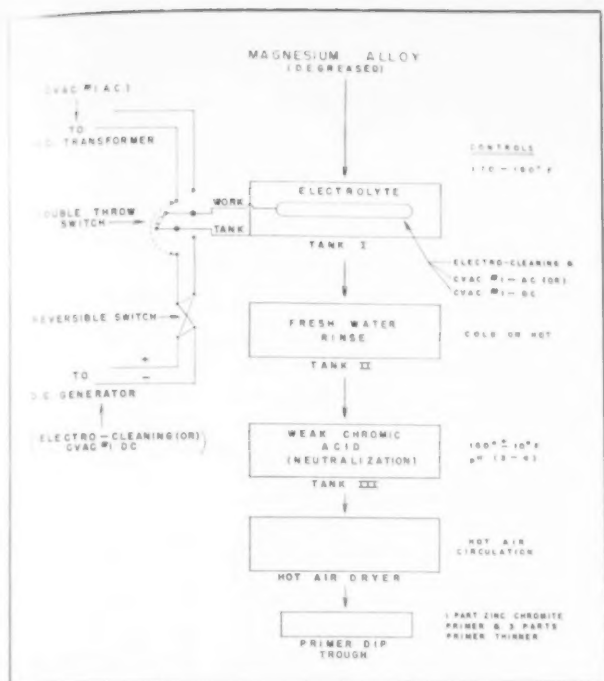 MAGNESIUM ALLOY
(DEGREASED)
CVAC #1 A.C.)
TO
TRANSFORMER
CONTROLS
ELECTROLYTE
WORK
TANK
DOUBLE THROW
SWITCH
TANK I
ELECTRO-CLEANING &
CVAC #1-AC (OR)
CVAC #1-DC
REVERSIBLE SWITCH
FRESH WATER
RINSE
COLD OR HOT
TANK II
+
TO −
GENERATOR
(ELECTRO-CLEANING (OR)
CVAC #1 DC)
WEAK CHROMIC
ACID
(NEUTRALIZATION)
TANK III
HOT AIR
CIRCULATION
HOT AIR DRYER
1 PART ZINC CHROMITE
PRIMER & 3 PARTS
PRIMER THINNER
PRIMER DIP
TROUGH